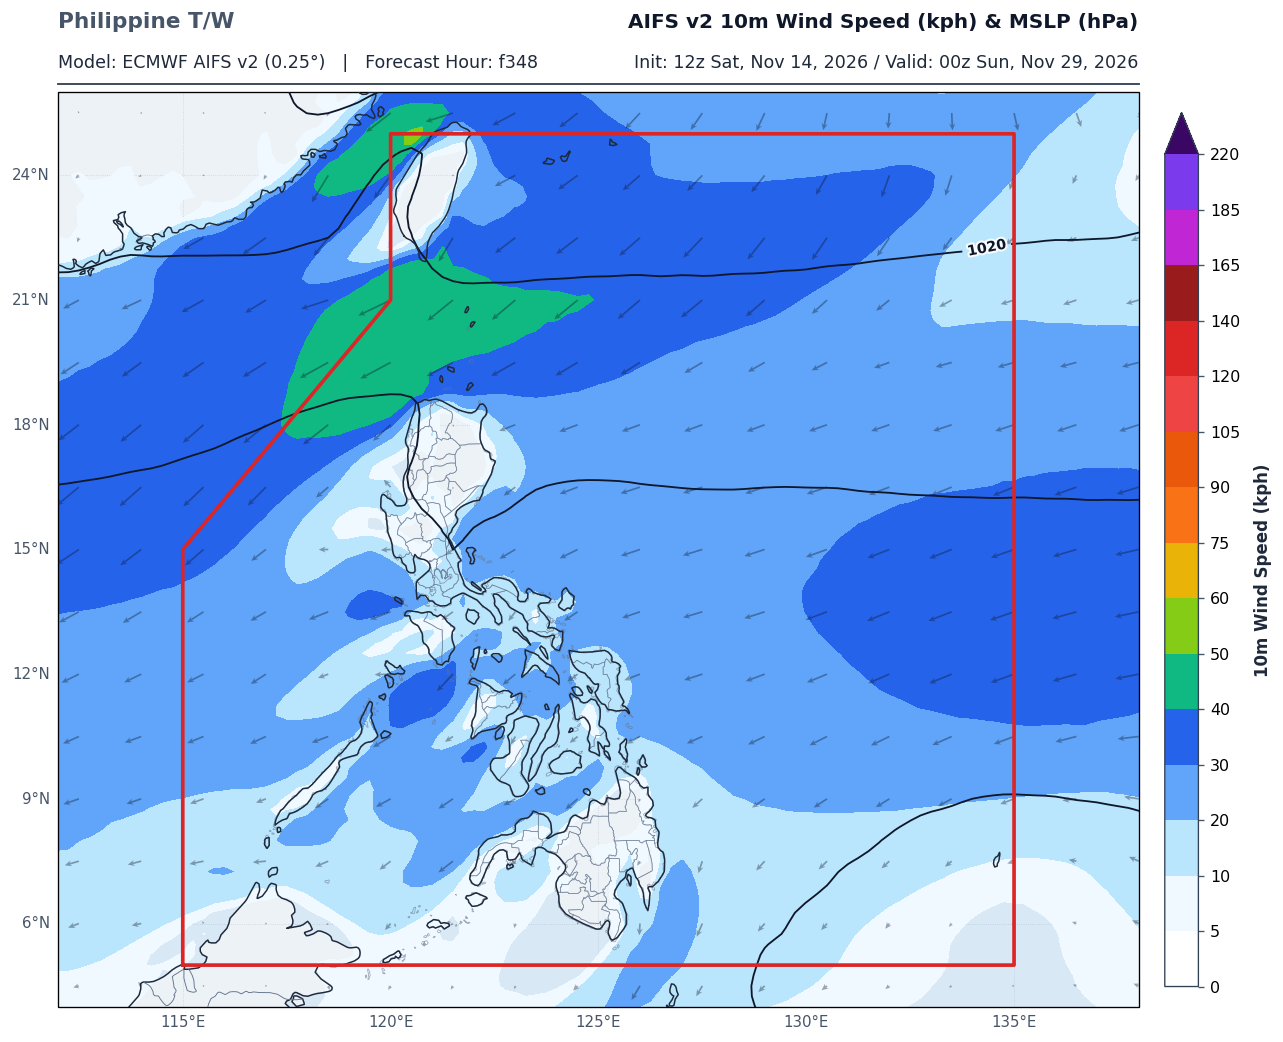 Philippine T/W
AIFS v2 10m Wind Speed (kph) & MSLP (hPa)
Model: ECMWF AIFS v2 (0.25°) | Forecast Hour: f348
Init: 12z Sat, Nov 14, 2026 / Valid: 00z Sun, Nov 29, 2026
24°N
21°N
18°N
15°N
12°N
9°N
6°N
115°E
120°E
125°E
130°E
135°E
1020
220
185
165
140
120
105
90
75
60
50
40
30
20
10
5
0
10m Wind Speed (kph)